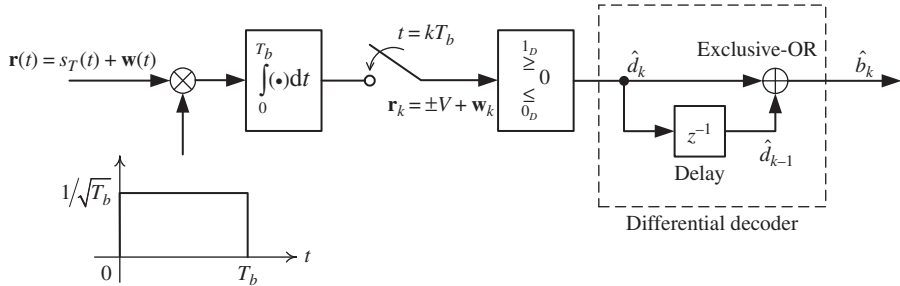 r(t) = s_T(t) + w(t)
T_b
∫(•)dt
0
t = kT_b
r_k = ±V + w_k
1_D
≥
0
≤
0_D
d̂_k
Exclusive-OR
b̂_k
z⁻¹
d̂_{k−1}
Delay
Differential decoder
1/√T_b
0
T_b
t